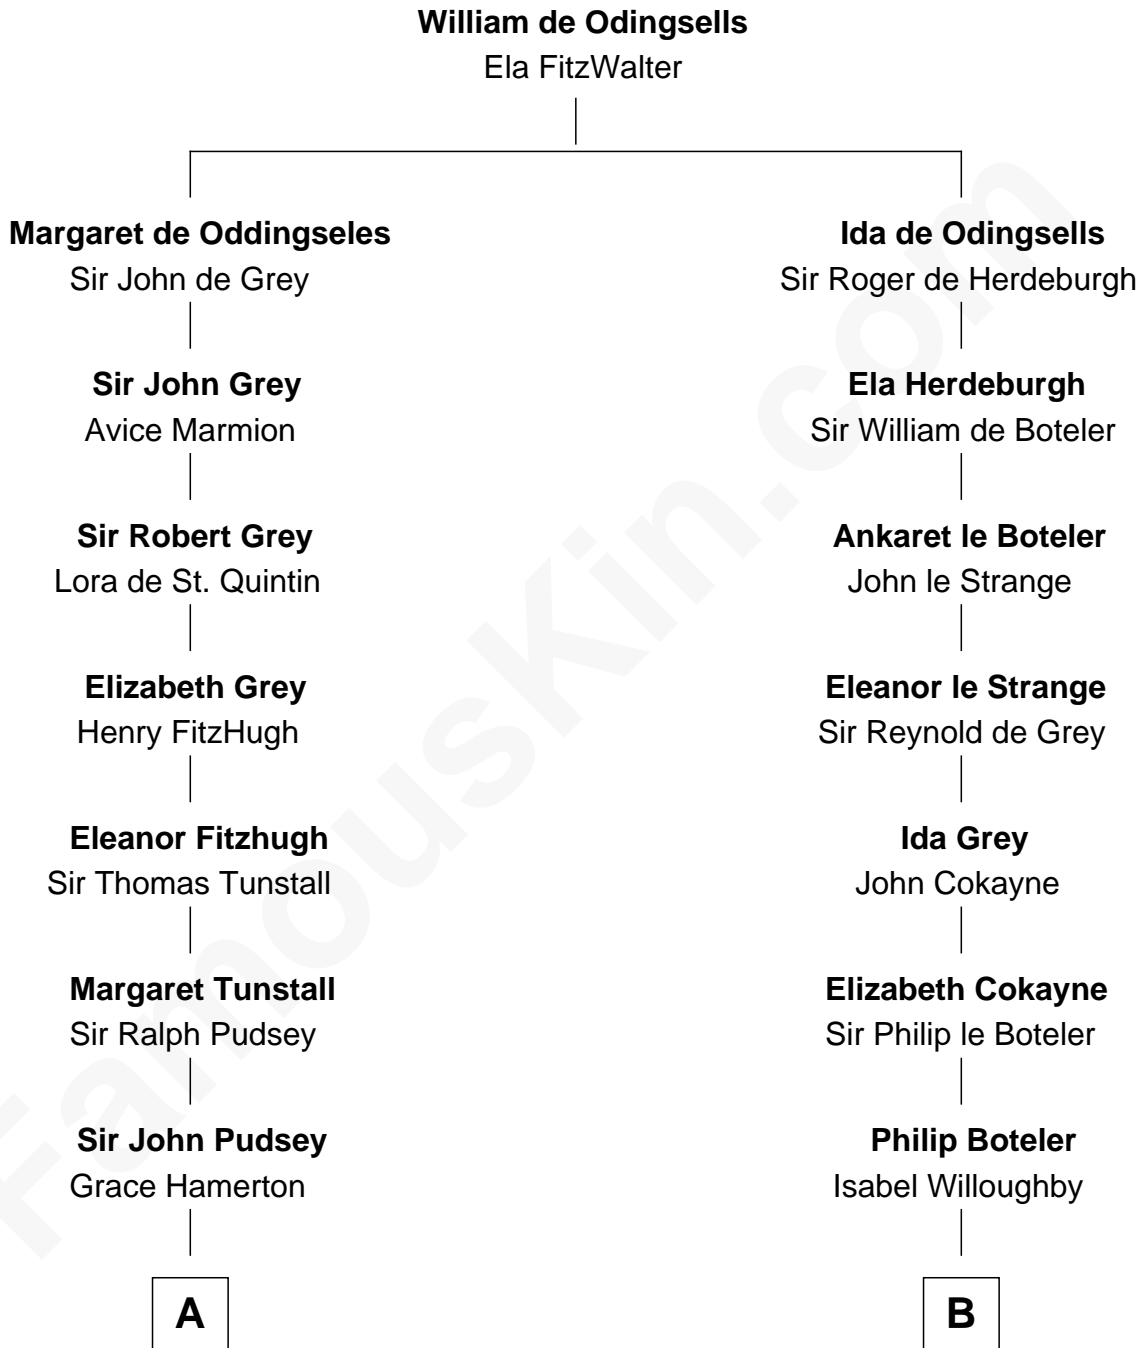 William de Odingsells
Ela FitzWalter
Margaret de Oddingseles
Sir John de Grey
Ida de Odingsells
Sir Roger de Herdeburgh
Sir John Grey
Avice Marmion
Ela Herdeburgh
Sir William de Boteler
Sir Robert Grey
Lora de St. Quintin
Ankaret le Boteler
John le Strange
Elizabeth Grey
Henry FitzHugh
Eleanor le Strange
Sir Reynold de Grey
Eleanor Fitzhugh
Sir Thomas Tunstall
Ida Grey
John Cokayne
Margaret Tunstall
Sir Ralph Pudsey
Elizabeth Cokayne
Sir Philip le Boteler
Sir John Pudsey
Grace Hamerton
Philip Boteler
Isabel Willoughby
A
B
FamousKin.com